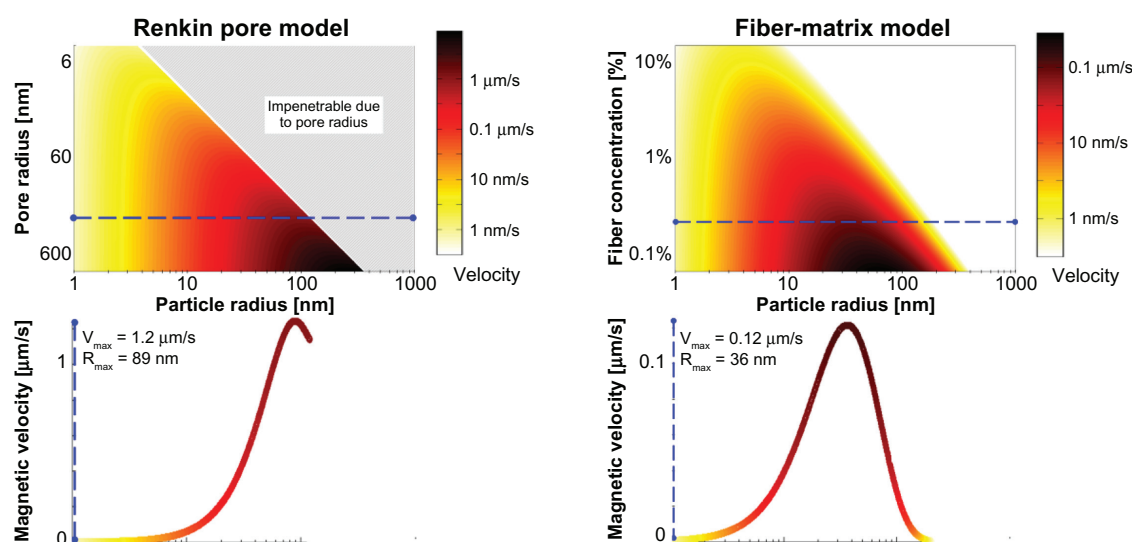 Renkin pore model
Pore radius [nm]
6
60
600
Impenetrable due
to pore radius
1 μm/s
0.1 μm/s
10 nm/s
1 nm/s
Velocity
1
10
100
1000
Particle radius [nm]
Magnetic velocity [μm/s]
1
0
Vmax = 1.2 μm/s
Rmax = 89 nm
Fiber-matrix model
Fiber concentration [%]
10%
1%
0.1%
0.1 μm/s
10 nm/s
1 nm/s
Velocity
1
10
100
1000
Particle radius [nm]
Magnetic velocity [μm/s]
0.1
0
Vmax = 0.12 μm/s
Rmax = 36 nm